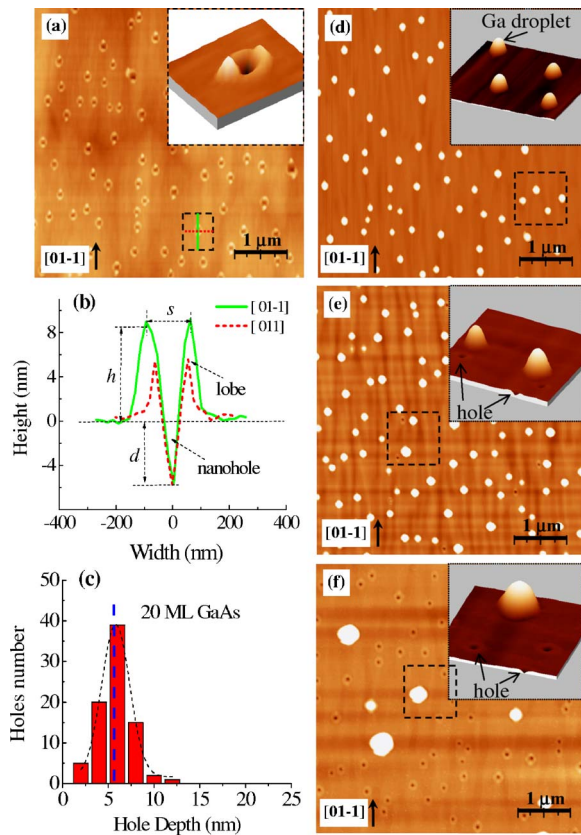 (a)
[01-1]
1 μm
(b)
[01-1]
[011]
s
h
lobe
d
nanohole
8
4
0
-4
Height (nm)
-400 -200 0 200 400
Width (nm)
(c)
20 ML GaAs
50
40
30
20
10
0
Holes number
0 5 10 15 20 25
Hole Depth (nm)
(d)
Ga droplet
[01-1]
1 μm
(e)
hole
[01-1]
1 μm
(f)
hole
[01-1]
1 μm